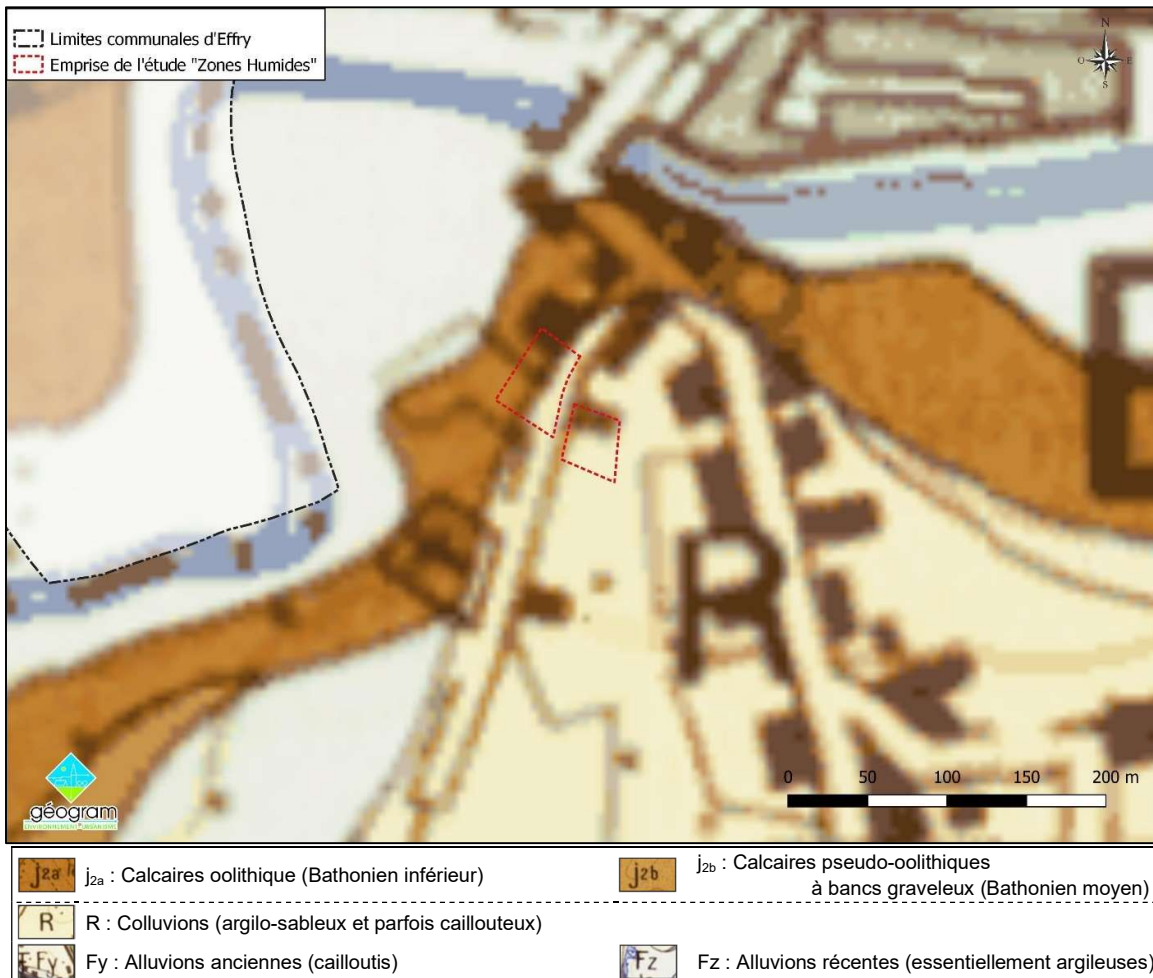 Limites communales d'Effry
Emprise de l'étude "Zones Humides"
N
O E
S
R
0 50 100 150 200 m
géogram
ENVIRONNEMENT URBANISME
j2a j2a : Calcaires oolithique (Bathonien inférieur)
j2b j2b : Calcaires pseudo-oolithiques
à bancs graveleux (Bathonien moyen)
R R : Colluvions (argilo-sableux et parfois caillouteux)
Fy Fy : Alluvions anciennes (cailloutis)
Fz Fz : Alluvions récentes (essentiellement argileuses)